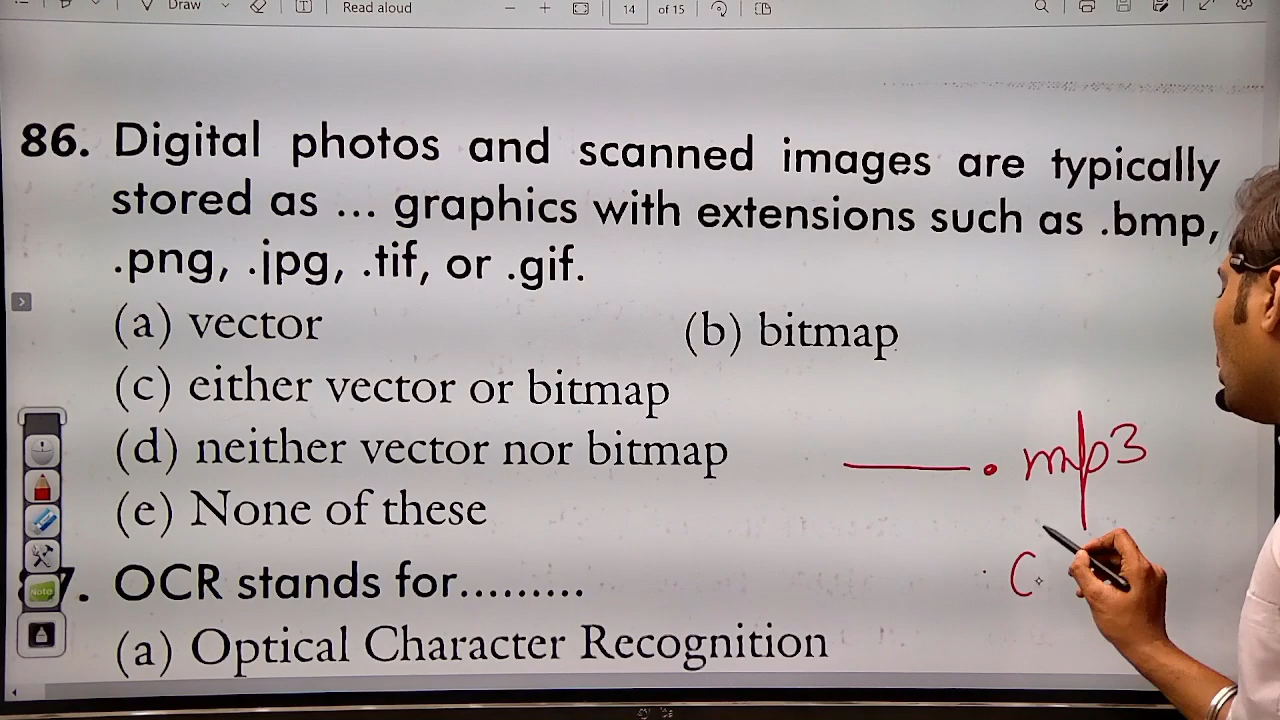 Draw
Read aloud
14 of 15
86. Digital photos and scanned images are typically
stored as ... graphics with extensions such as .bmp,
.png, .jpg, .tif, or .gif.
(a) vector (b) bitmap
(c) either vector or bitmap
(d) neither vector nor bitmap
. mp3
(e) None of these
C
7. OCR stands for.........
Note
(a) Optical Character Recognition